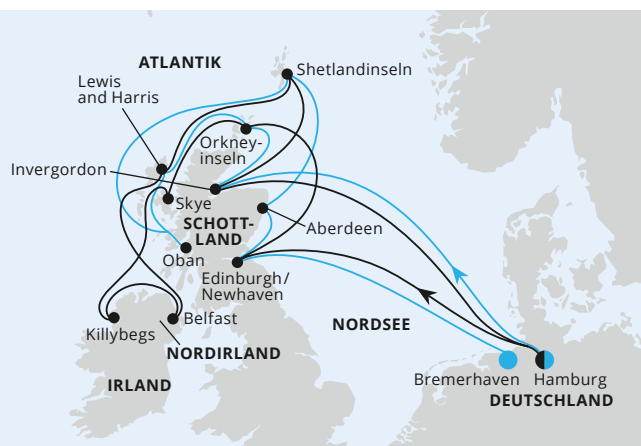 ATLANTIK
Shetlandinseln
Lewis
and Harris
Orkney-
inseln
Invergordon
Skye
SCHOTT-
LAND
Aberdeen
Oban
Edinburgh/
Newhaven
Killybegs
Belfast
NORDSEE
NORDIRLAND
IRLAND
Bremerhaven
Hamburg
DEUTSCHLAND